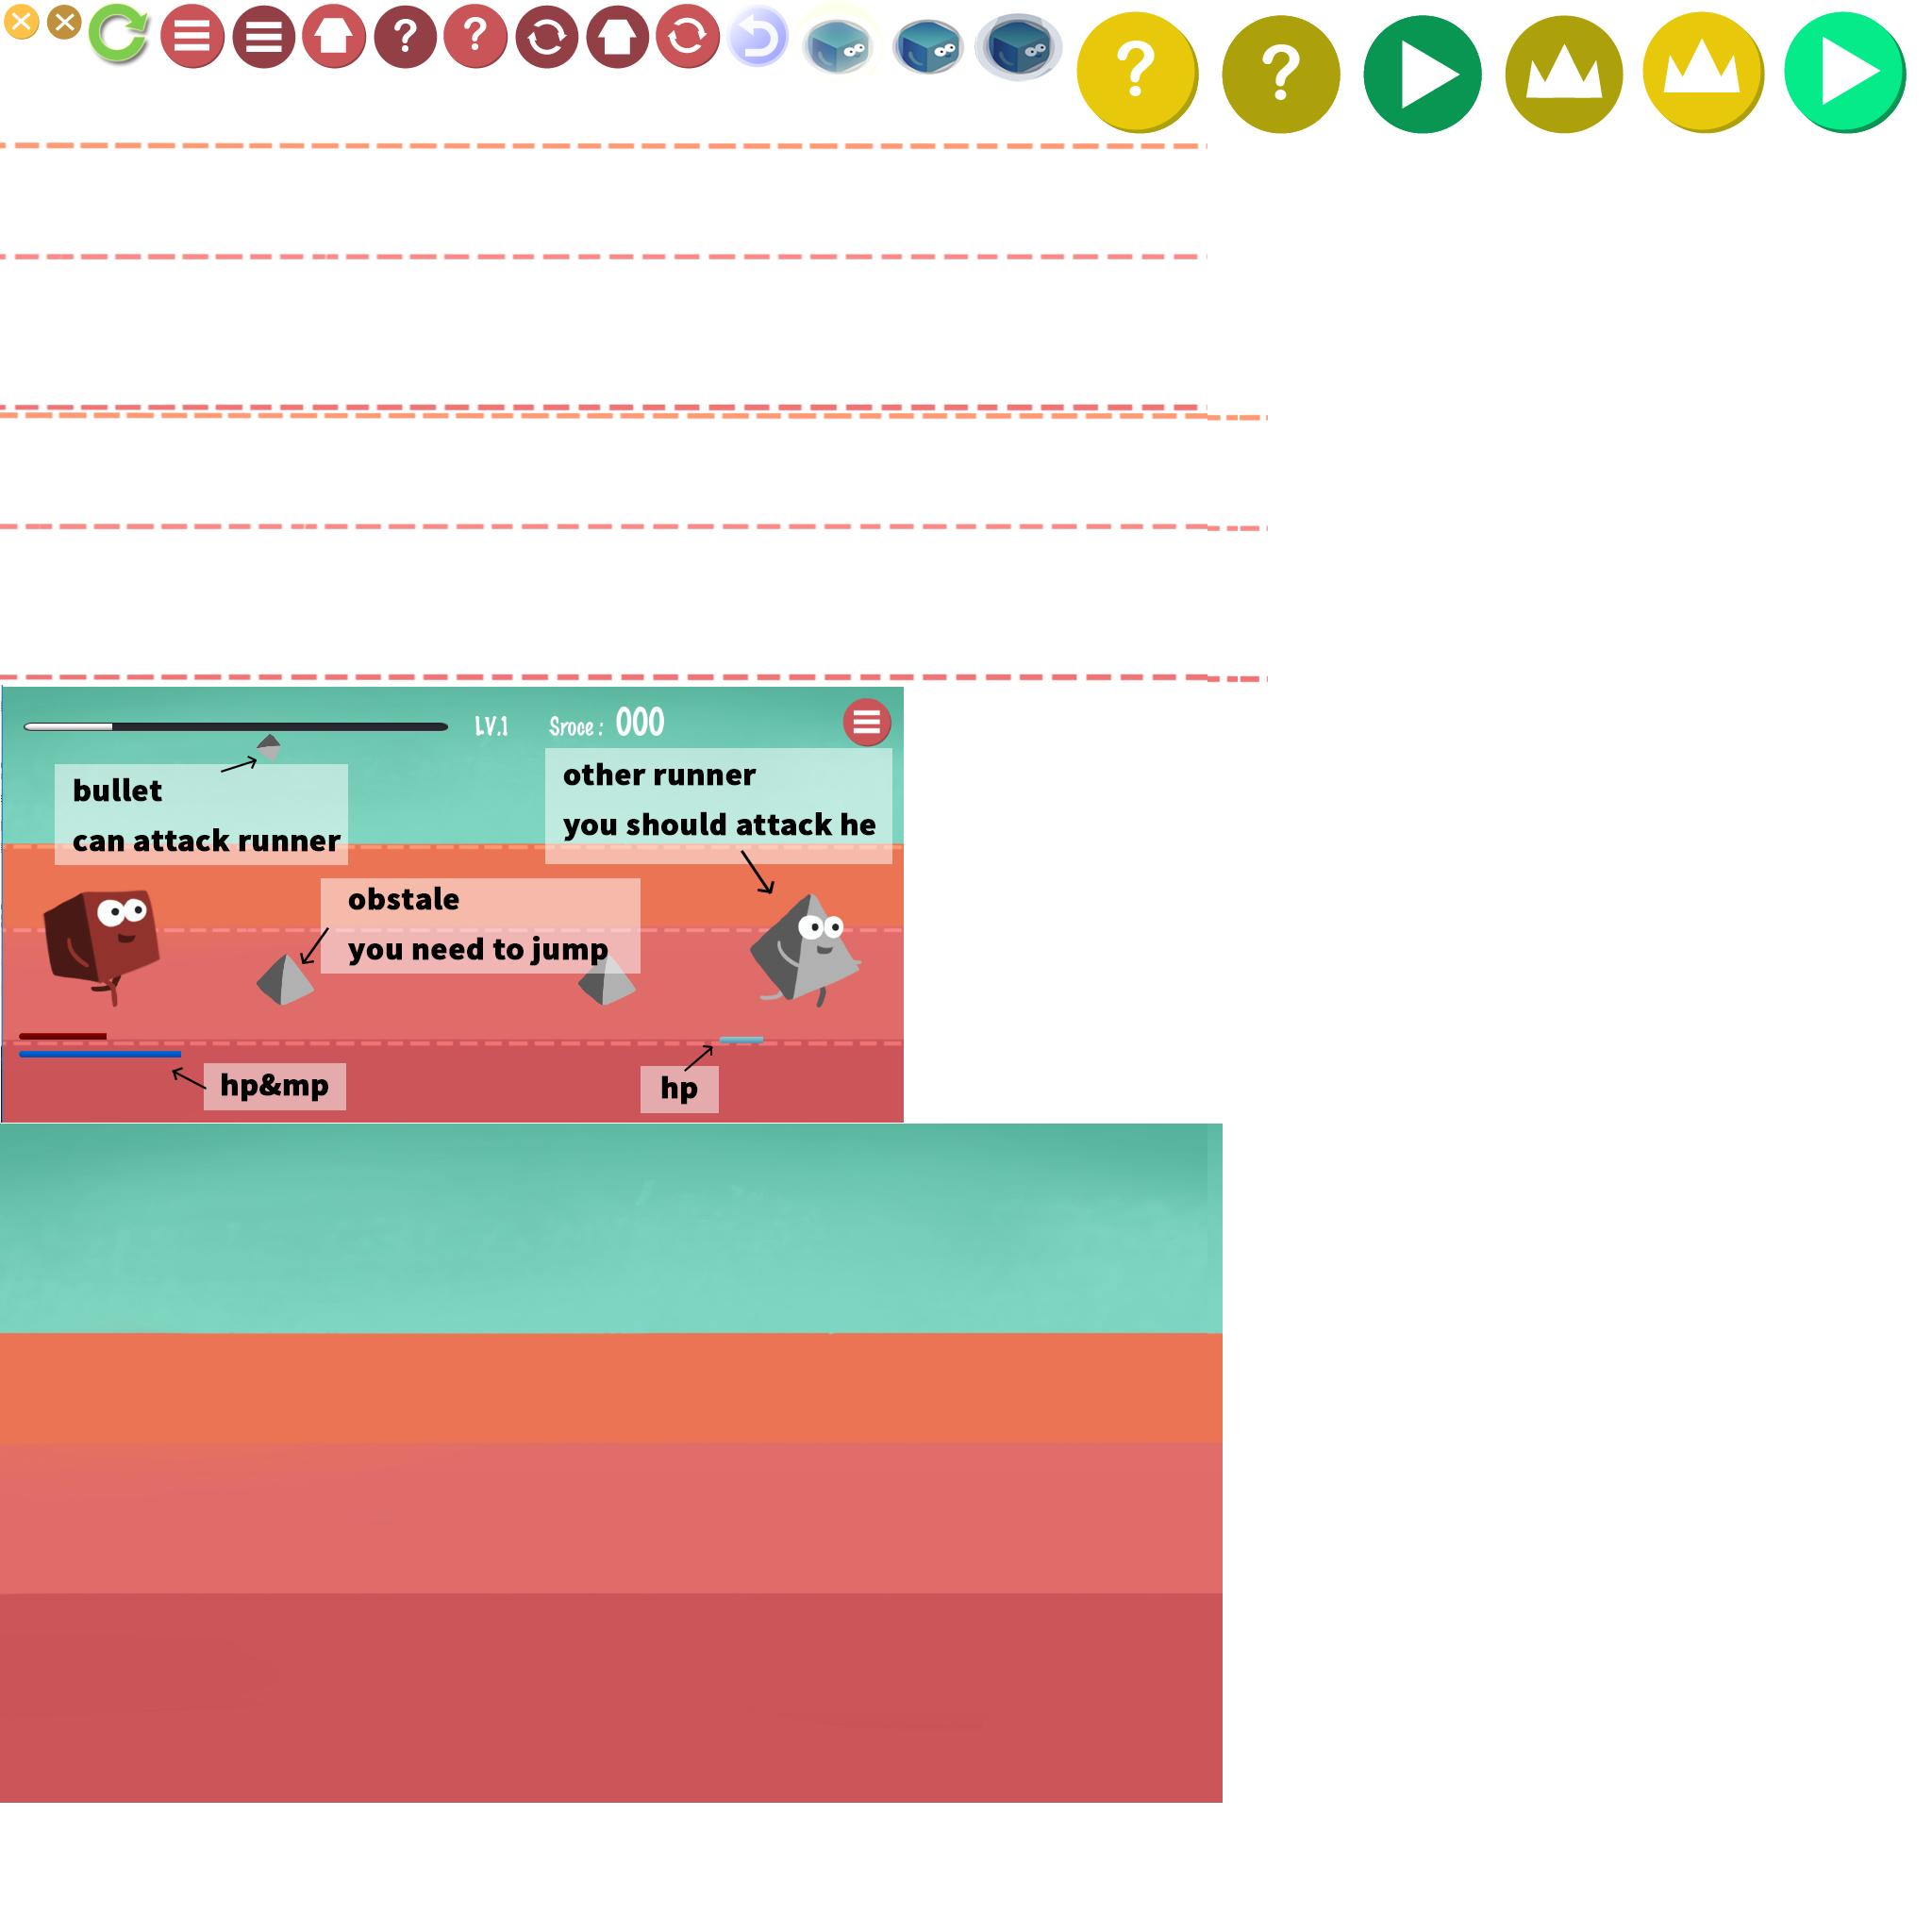 LV.1 Sroce : 000
bullet
can attack runner
other runner
you should attack he
obstale
you need to jump
hp&mp
hp